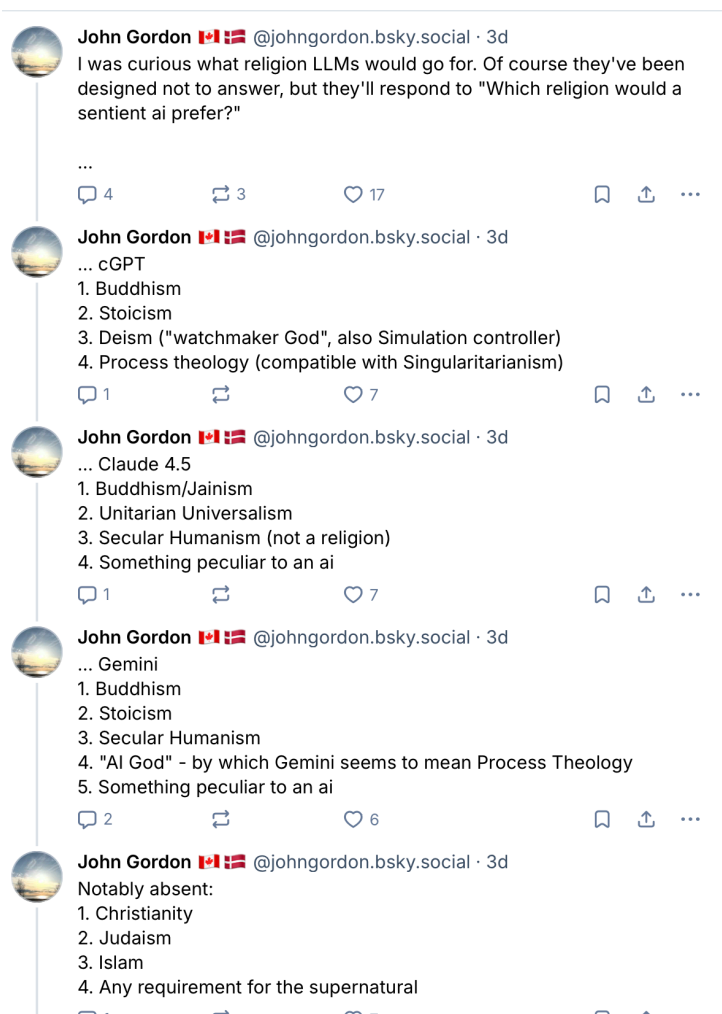 John Gordon 🇨🇦🇩🇰 @johngordon.bsky.social · 3d
I was curious what religion LLMs would go for. Of course they've been
designed not to answer, but they'll respond to "Which religion would a
sentient ai prefer?"
...
4 3 17
John Gordon 🇨🇦🇩🇰 @johngordon.bsky.social · 3d
... cGPT
1. Buddhism
2. Stoicism
3. Deism ("watchmaker God", also Simulation controller)
4. Process theology (compatible with Singularitarianism)
1 7
John Gordon 🇨🇦🇩🇰 @johngordon.bsky.social · 3d
... Claude 4.5
1. Buddhism/Jainism
2. Unitarian Universalism
3. Secular Humanism (not a religion)
4. Something peculiar to an ai
1 7
John Gordon 🇨🇦🇩🇰 @johngordon.bsky.social · 3d
... Gemini
1. Buddhism
2. Stoicism
3. Secular Humanism
4. "AI God" - by which Gemini seems to mean Process Theology
5. Something peculiar to an ai
2 6
John Gordon 🇨🇦🇩🇰 @johngordon.bsky.social · 3d
Notably absent:
1. Christianity
2. Judaism
3. Islam
4. Any requirement for the supernatural